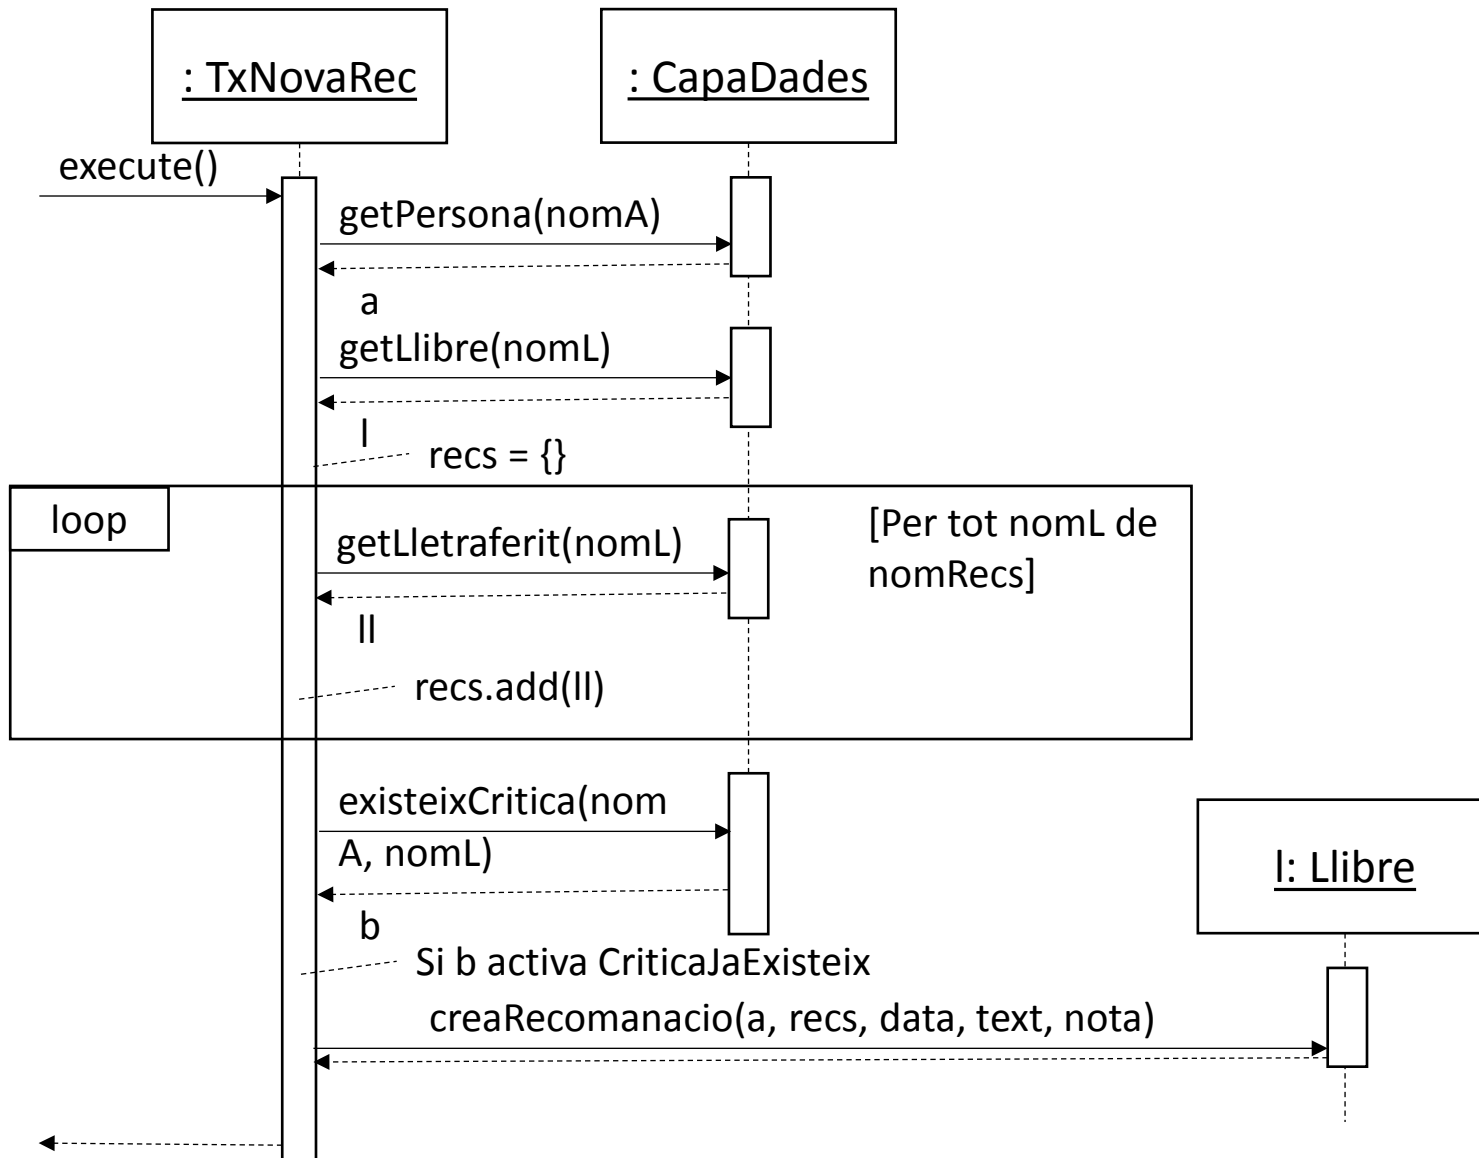 : TxNovaRec
: CapaDades
execute()
getPersona(nomA)
a
getLlibre(nomL)
l
recs = {}
loop
[Per tot nomL de
nomRecs]
getLletraferit(nomL)
ll
recs.add(ll)
existeixCritica(nom
A, nomL)
b
l: Llibre
Si b activa CriticaJaExisteix
creaRecomanacio(a, recs, data, text, nota)